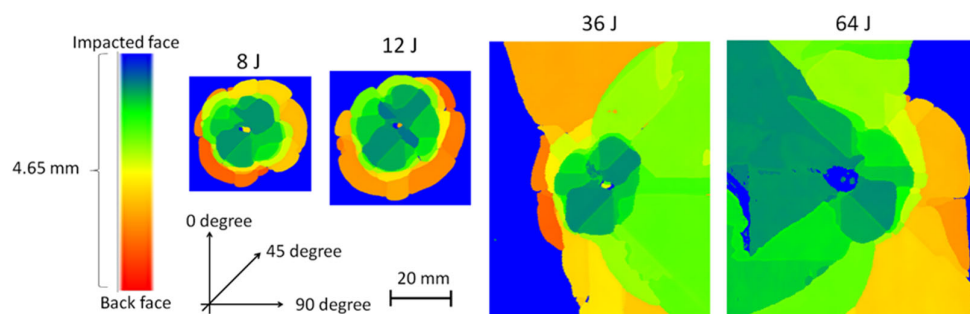 Impacted face
8 J
12 J
36 J
64 J
4.65 mm
Back face
0 degree
45 degree
90 degree
20 mm